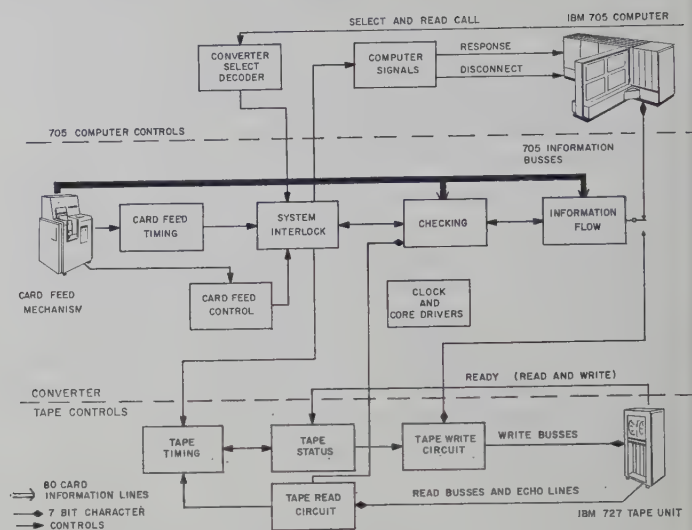 SELECT AND READ CALL
IBM 705 COMPUTER
CONVERTER
SELECT
DECODER
COMPUTER
SIGNALS
RESPONSE
DISCONNECT
705 COMPUTER CONTROLS
705 INFORMATION
BUSSES
CARD FEED
TIMING
SYSTEM
INTERLOCK
CHECKING
INFORMATION
FLOW
CARD FEED
MECHANISM
CARD FEED
CONTROL
CLOCK
AND
CORE DRIVERS
CONVERTER
TAPE CONTROLS
READY (READ AND WRITE)
TAPE
TIMING
TAPE
STATUS
TAPE WRITE
CIRCUIT
WRITE BUSSES
TAPE READ
CIRCUIT
READ BUSSES AND ECHO LINES
IBM 727 TAPE UNIT
80 CARD
INFORMATION LINES
7 BIT CHARACTER
CONTROLS